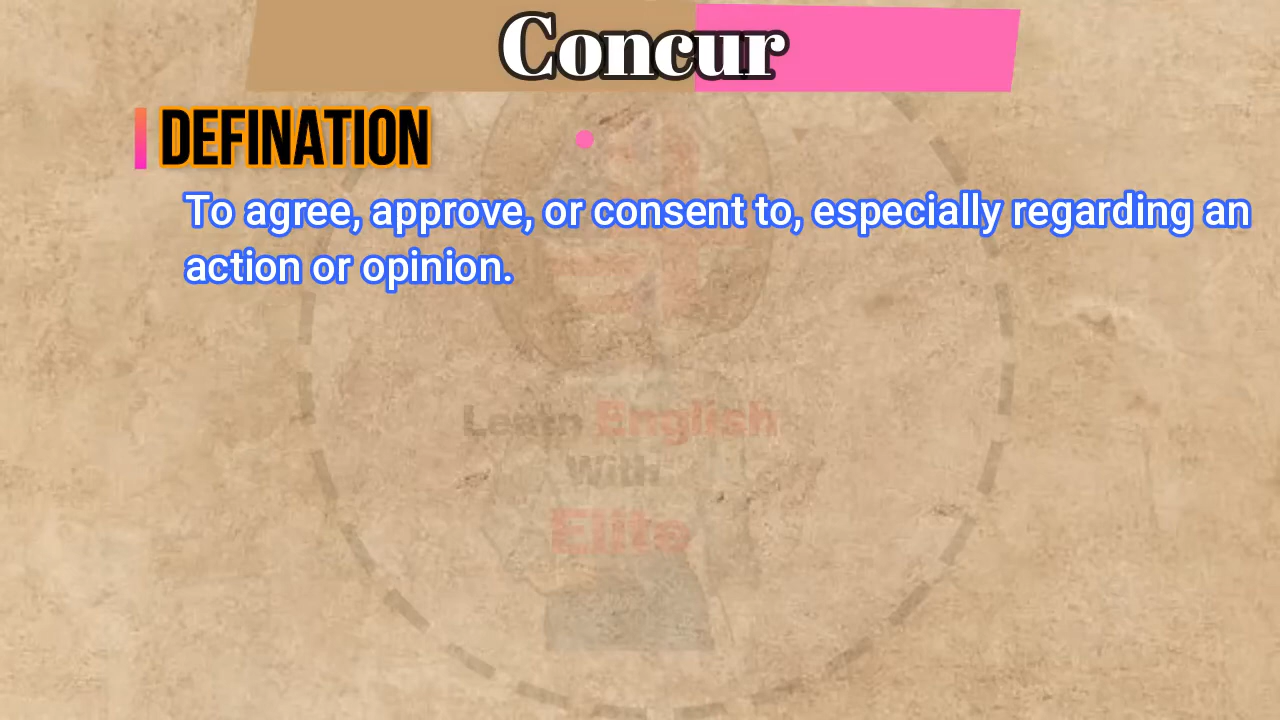 Concur
DEFINATION
To agree, approve, or consent to, especially regarding an
action or opinion.
Learn English
With
Elite